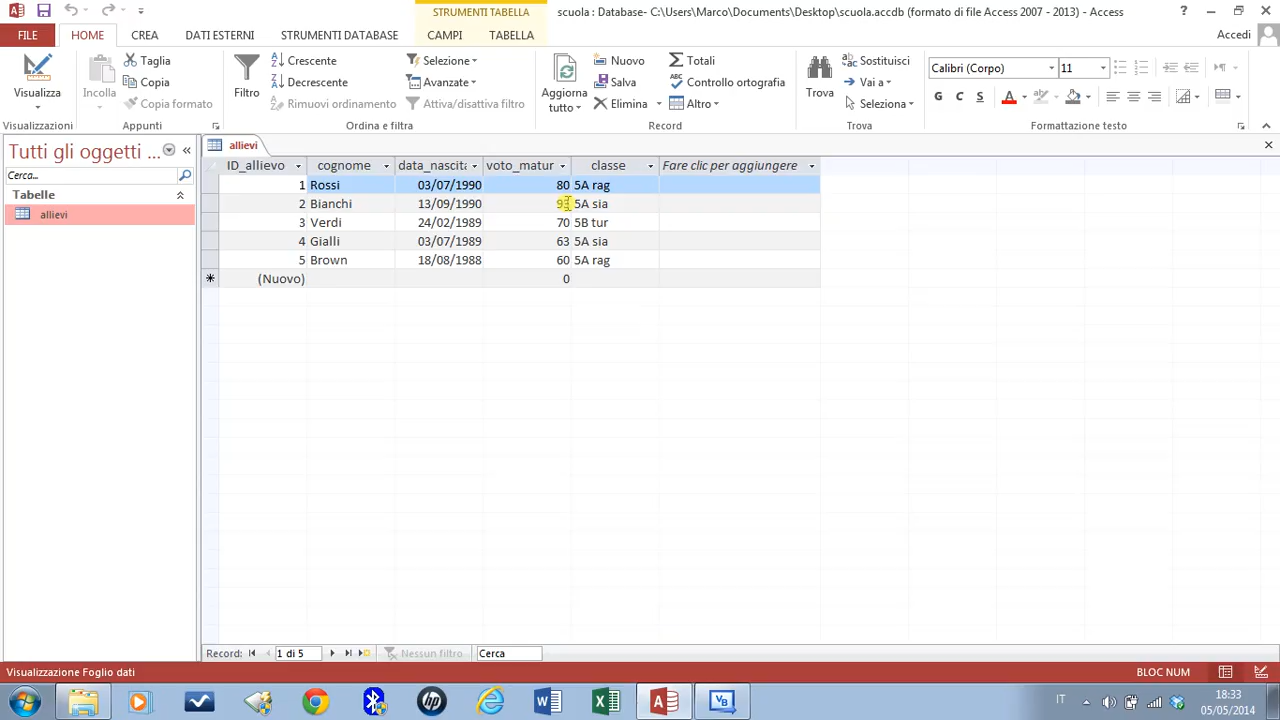 STRUMENTI TABELLA
scuola : Database- C:\Users\Marco\Documents\Desktop\scuola.accdb (formato di file Access 2007 - 2013) - Access
FILE HOME CREA DATI ESTERNI STRUMENTI DATABASE CAMPI TABELLA Accedi
Visualizza
Incolla
Taglia
Copia
Copia formato
Filtro
Crescente
Decrescente
Rimuovi ordinamento
Selezione
Avanzate
Attiva/disattiva filtro
Aggiorna
tutto
Nuovo
Salva
Elimina
Totali
Controllo ortografia
Altro
Trova
Sostituisci
Vai a
Seleziona
Calibri (Corpo) 11
G C S A
Visualizzazioni Appunti Ordina e filtra Record Trova Formattazione testo
Tutti gli oggetti ...
Cerca...
Tabelle
allievi
allievi
ID_allievo cognome data_nascita voto_matur classe Fare clic per aggiungere
1 Rossi 03/07/1990 80 5A rag
2 Bianchi 13/09/1990 93 5A sia
3 Verdi 24/02/1989 70 5B tur
4 Gialli 03/07/1989 63 5A sia
5 Brown 18/08/1988 60 5A rag
(Nuovo) 0
Record: 1 di 5 Nessun filtro Cerca
Visualizzazione Foglio dati BLOC NUM
IT 18:33
05/05/2014